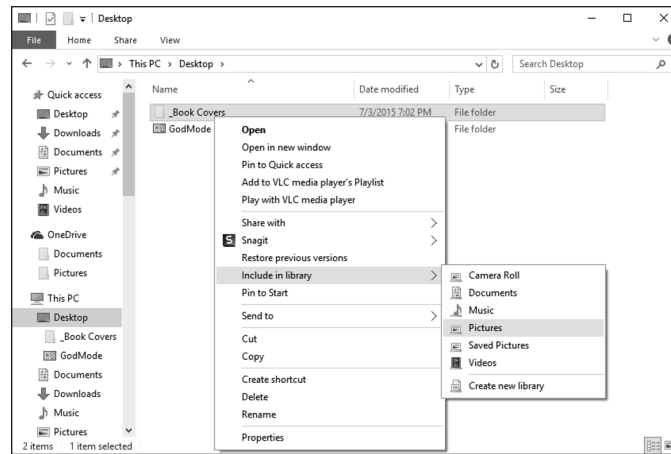 Desktop
File Home Share View
This PC > Desktop >
Search Desktop
Name Date modified Type Size
Quick access
Desktop
Downloads
Documents
Pictures
Music
Videos
OneDrive
Documents
Pictures
This PC
Desktop
_Book Covers
GodMode
Documents
Downloads
Music
Pictures
_Book Covers 7/3/2015 7:02 PM File folder
GodMode File folder
Open
Open in new window
Pin to Quick access
Add to VLC media player's Playlist
Play with VLC media player
Share with
S Snagit
Restore previous versions
Include in library
Pin to Start
Send to
Cut
Copy
Create shortcut
Delete
Rename
Properties
Camera Roll
Documents
Music
Pictures
Saved Pictures
Videos
Create new library
2 items 1 item selected